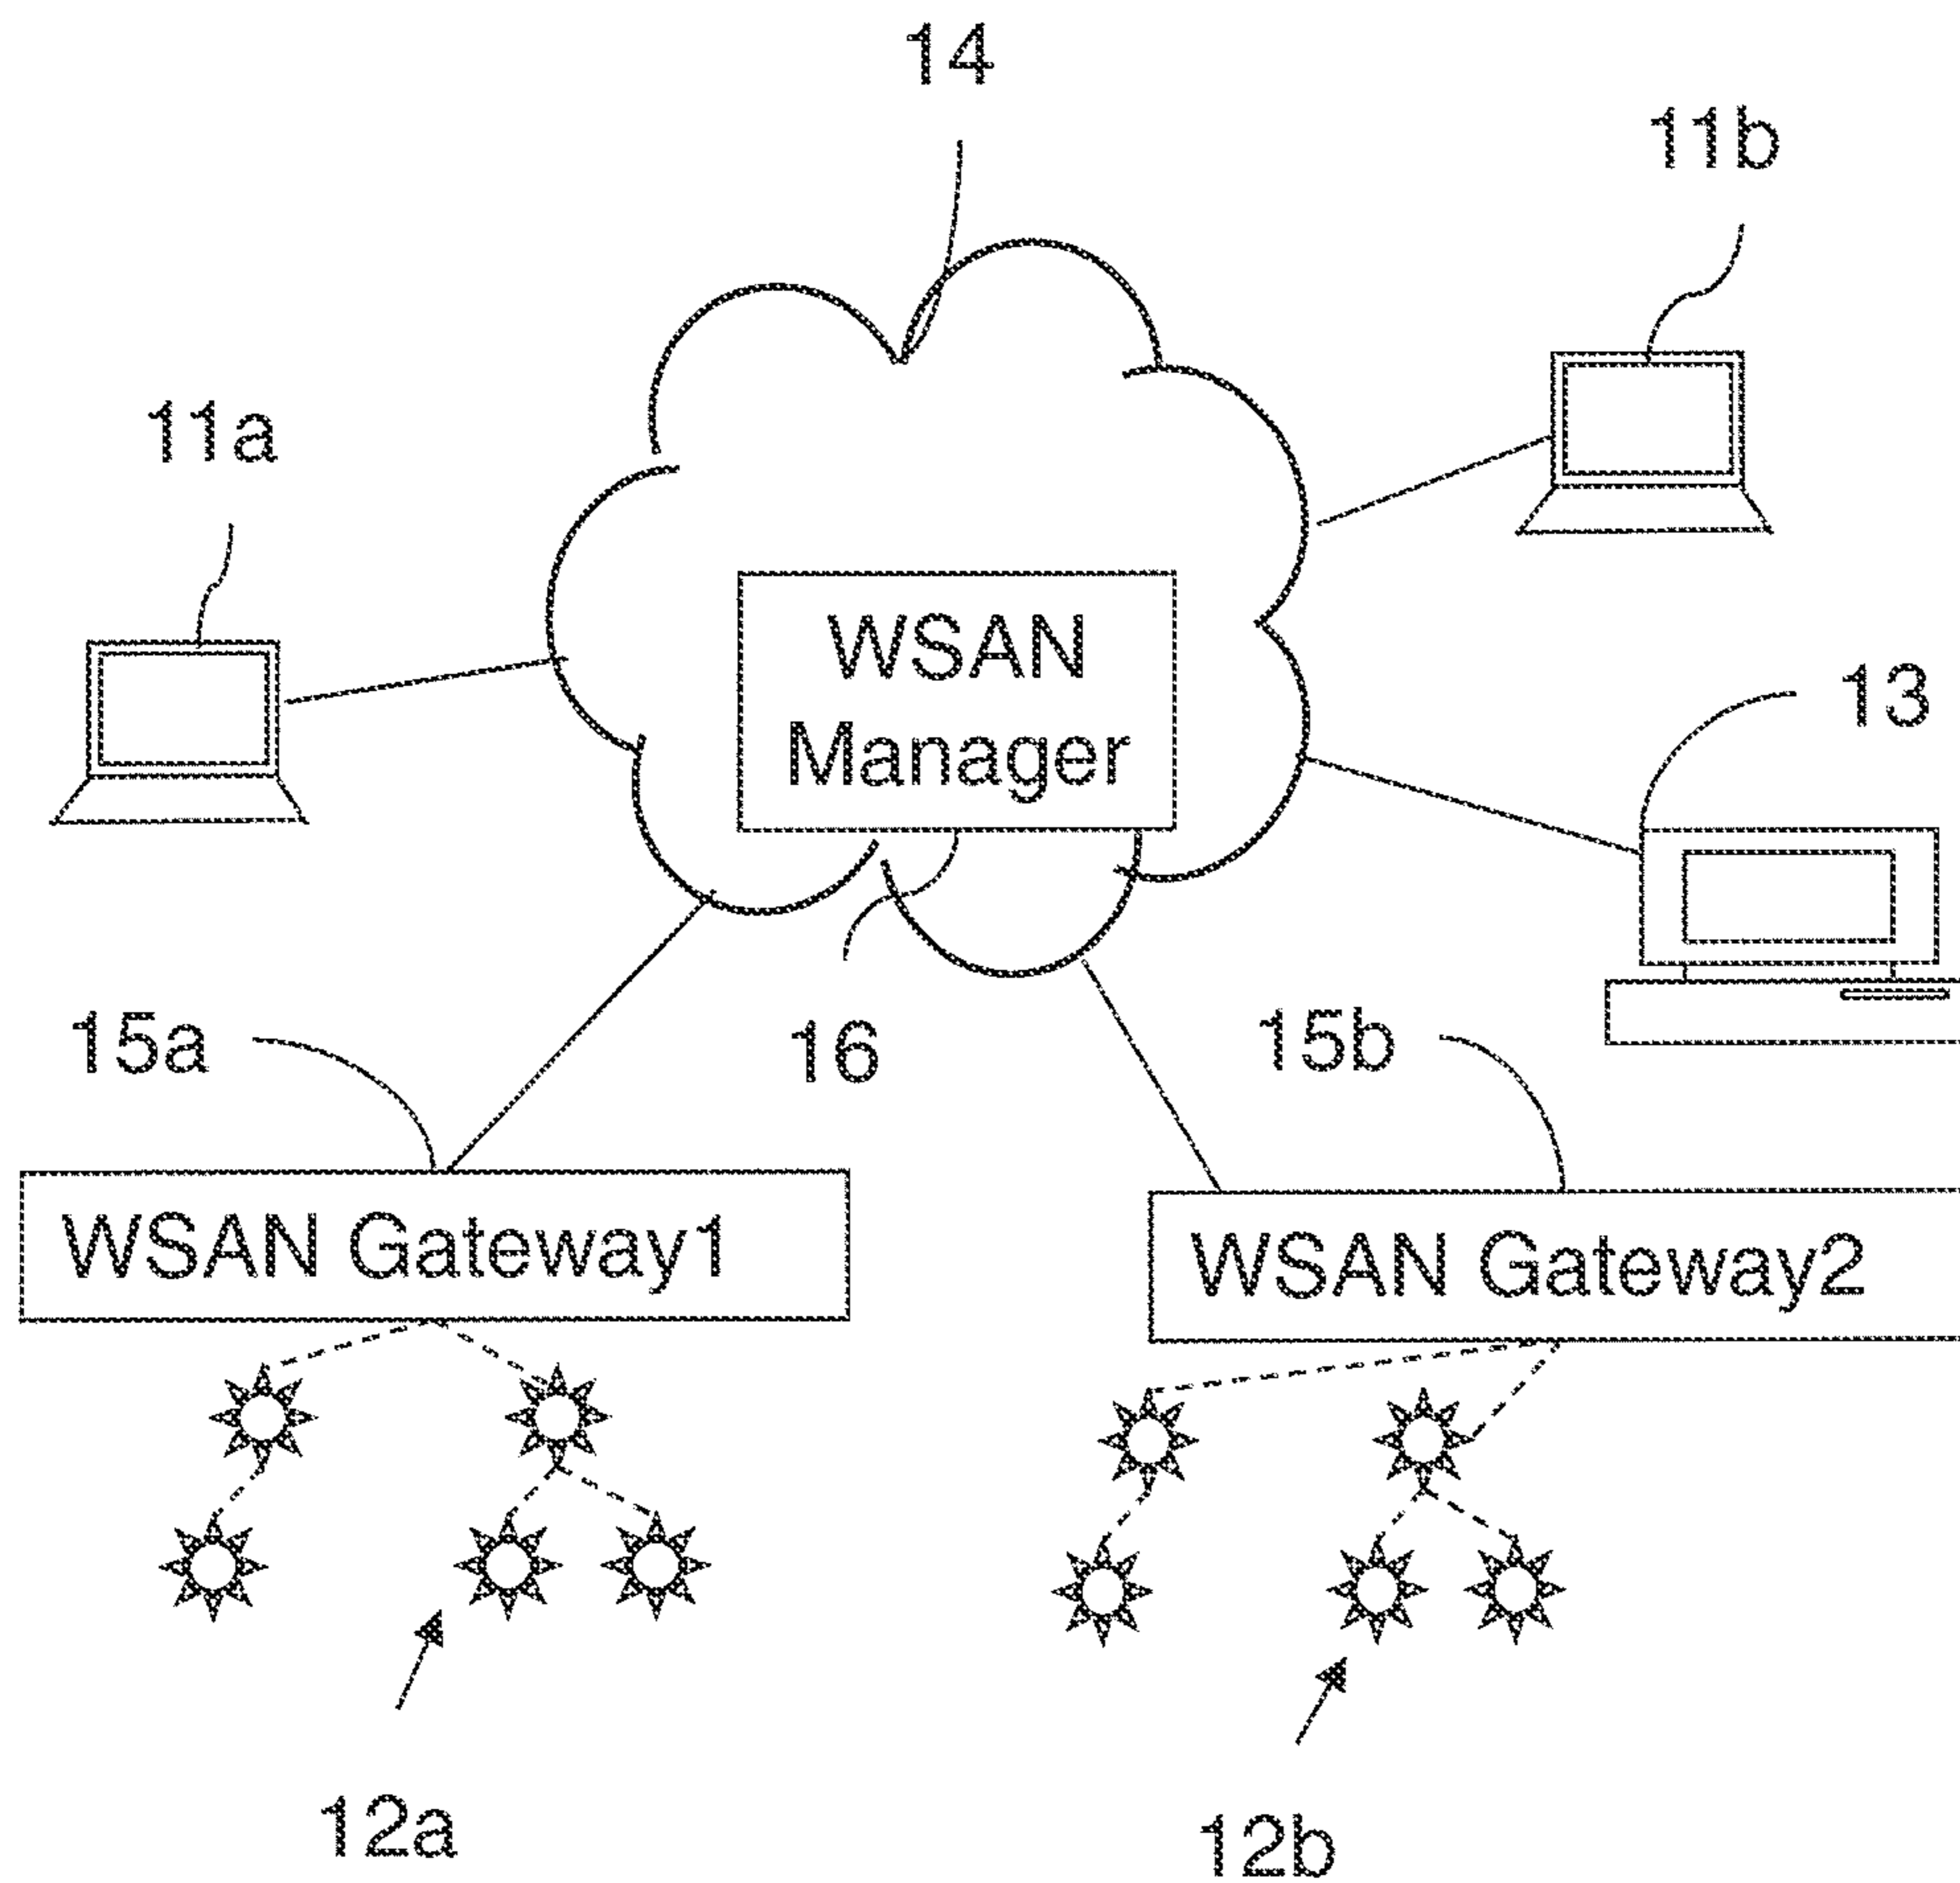 14
11b
11a
WSAN
Manager
13
15a
16
15b
WSAN Gateway1
WSAN Gateway2
12a
12b